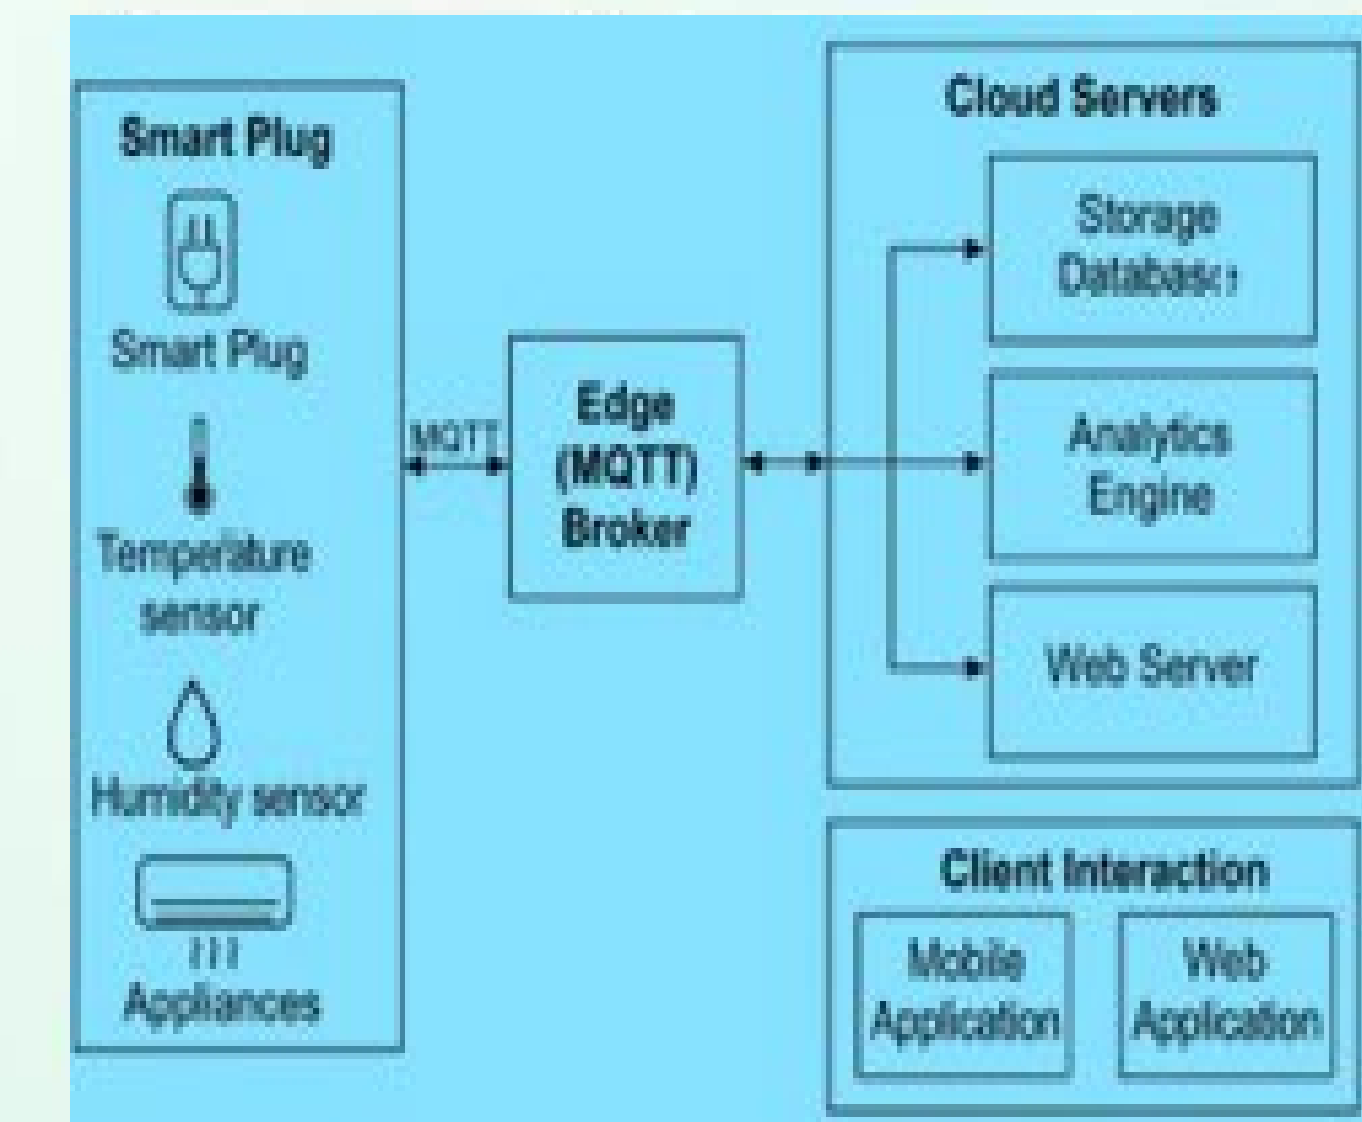 Smart Plug
Smart Plug
Temperature
sensor
Humidity sensor
Appliances
MQTT
Edge
(MQTT)
Broker
Cloud Servers
Storage
Database
Analytics
Engine
Web Server
Client Interaction
Mobile
Application
Web
Application